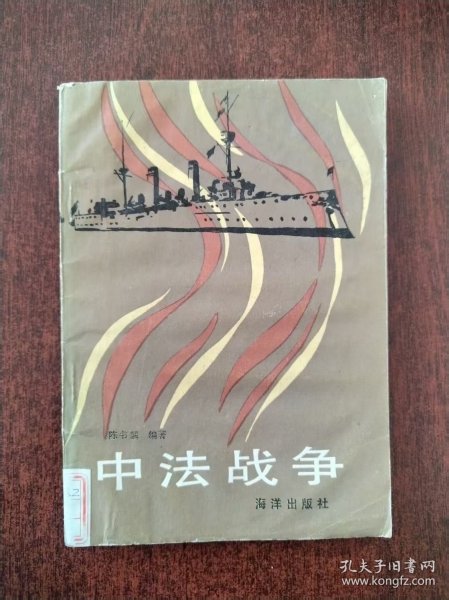 陈书麟 编著
中法战争
海洋出版社
孔夫子旧书网
www.kongfz.com